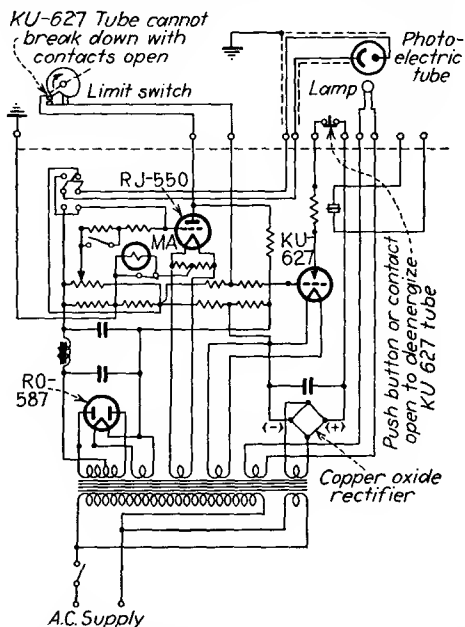 KU-627 Tube cannot
break down with
contacts open
Limit switch
Photo-
electric
tube
Lamp
RJ-550
MA
KU-
627
RO-
587
(-)
(+)
Copper oxide
rectifier
Push button or contact
open to deenergize
KU 627 tube
A.C. Supply